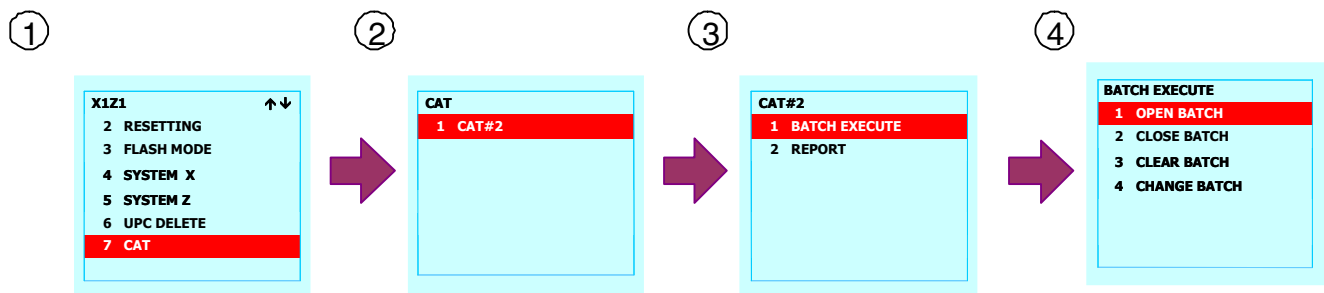 1
X1Z1 ↑↓
2 RESETTING
3 FLASH MODE
4 SYSTEM X
5 SYSTEM Z
6 UPC DELETE
7 CAT
2
CAT
1 CAT#2
3
CAT#2
1 BATCH EXECUTE
2 REPORT
4
BATCH EXECUTE
1 OPEN BATCH
2 CLOSE BATCH
3 CLEAR BATCH
4 CHANGE BATCH